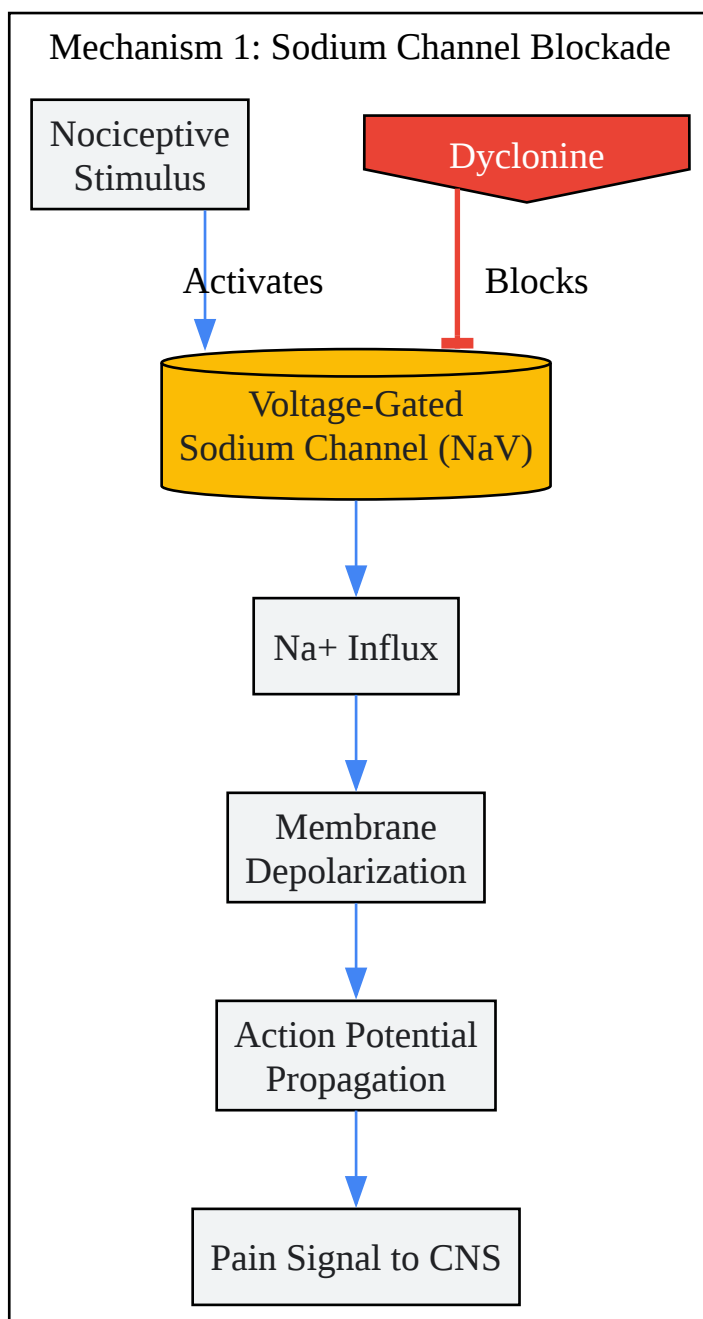 Mechanism 1: Sodium Channel Blockade
Nociceptive
Stimulus
Dyclonine
Activates
Blocks
Voltage-Gated
Sodium Channel (NaV)
Na+ Influx
Membrane
Depolarization
Action Potential
Propagation
Pain Signal to CNS